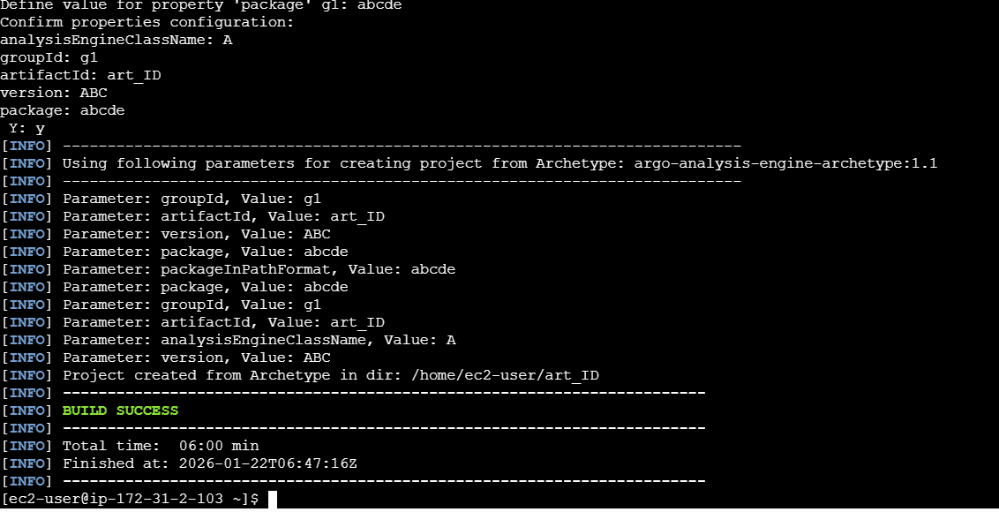 Define value for property 'package' g1: abcde
Confirm properties configuration:
analysisEngineClassName: A
groupId: g1
artifactId: art_ID
version: ABC
package: abcde
 Y: y
[INFO] ----------------------------------------------------------------------------
[INFO] Using following parameters for creating project from Archetype: argo-analysis-engine-archetype:1.1
[INFO] ----------------------------------------------------------------------------
[INFO] Parameter: groupId, Value: g1
[INFO] Parameter: artifactId, Value: art_ID
[INFO] Parameter: version, Value: ABC
[INFO] Parameter: package, Value: abcde
[INFO] Parameter: packageInPathFormat, Value: abcde
[INFO] Parameter: package, Value: abcde
[INFO] Parameter: groupId, Value: g1
[INFO] Parameter: artifactId, Value: art_ID
[INFO] Parameter: analysisEngineClassName, Value: A
[INFO] Parameter: version, Value: ABC
[INFO] Project created from Archetype in dir: /home/ec2-user/art_ID
[INFO] ------------------------------------------------------------------------
[INFO] BUILD SUCCESS
[INFO] ------------------------------------------------------------------------
[INFO] Total time:  06:00 min
[INFO] Finished at: 2026-01-22T06:47:16Z
[INFO] ------------------------------------------------------------------------
[ec2-user@ip-172-31-2-103 ~]$